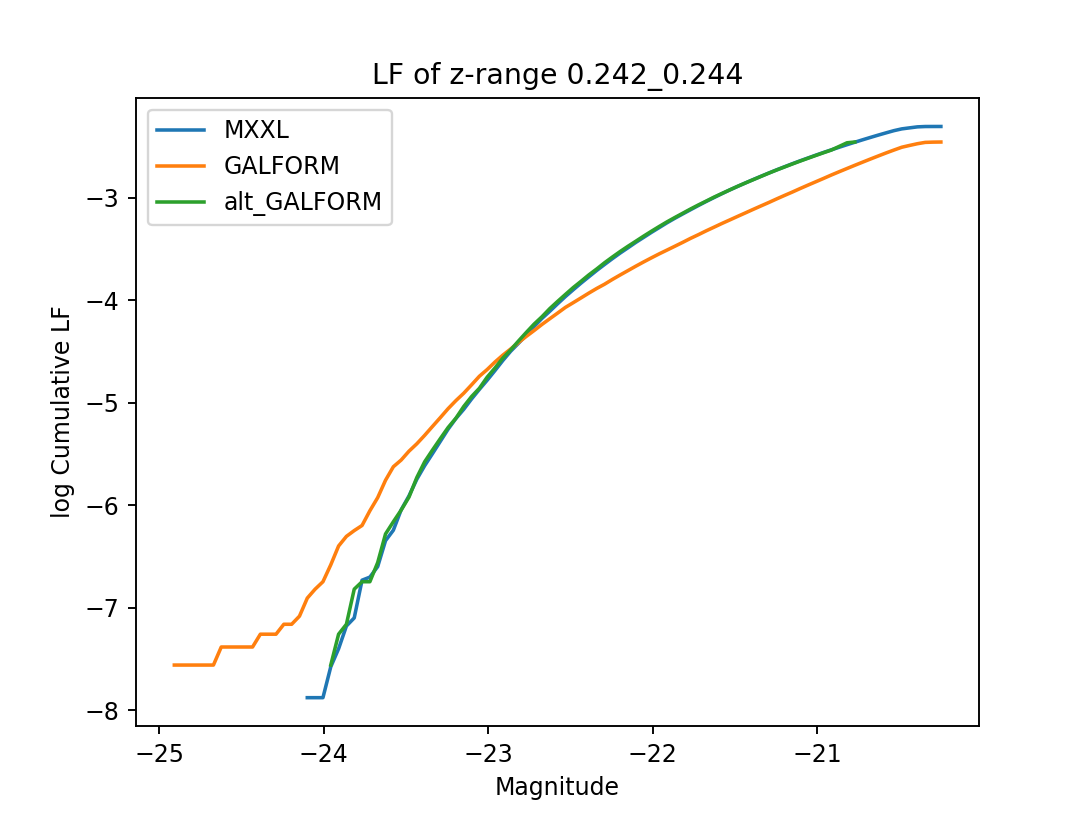 LF of z-range 0.242_0.244
MXXL
GALFORM
alt_GALFORM
log Cumulative LF
−3
−4
−5
−6
−7
−8
−25
−24
−23
−22
−21
Magnitude